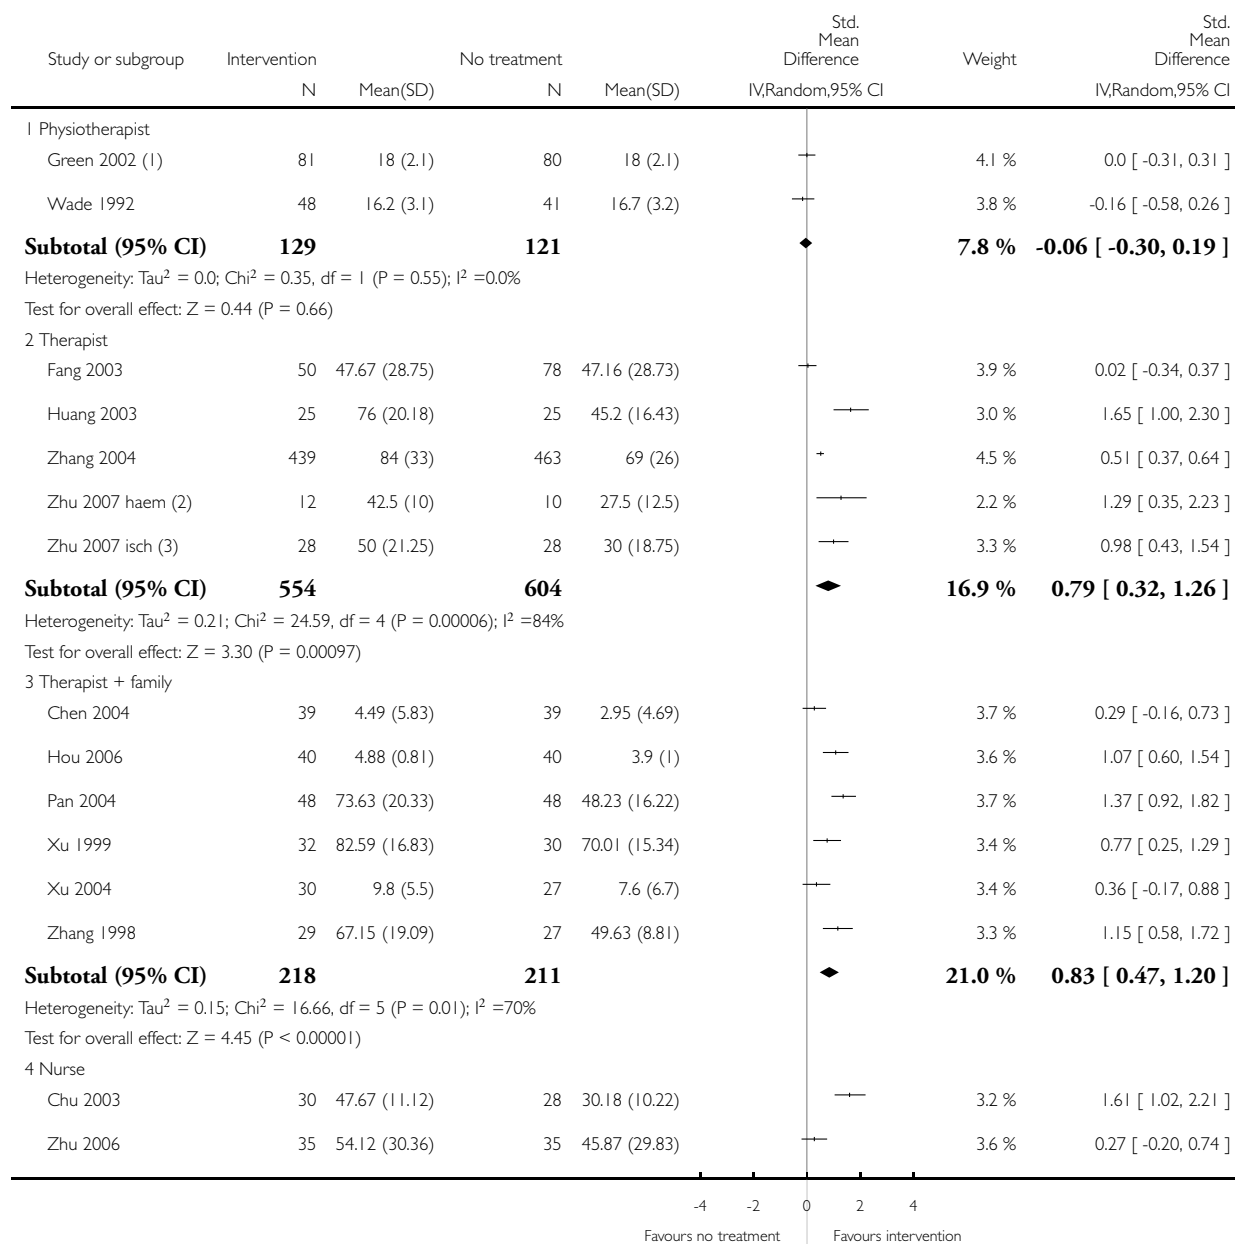 Std.
Mean
Difference
Std.
Mean
Difference
Study or subgroup Intervention No treatment Weight
N Mean(SD) N Mean(SD) IV,Random,95% CI IV,Random,95% CI
1 Physiotherapist
Green 2002 (1) 81 18 (2.1) 80 18 (2.1) 4.1 % 0.0 [ -0.31, 0.31 ]
Wade 1992 48 16.2 (3.1) 41 16.7 (3.2) 3.8 % -0.16 [ -0.58, 0.26 ]
Subtotal (95% CI) 129 121 7.8 % -0.06 [ -0.30, 0.19 ]
Heterogeneity: Tau² = 0.0; Chi² = 0.35, df = 1 (P = 0.55); I² =0.0%
Test for overall effect: Z = 0.44 (P = 0.66)
2 Therapist
Fang 2003 50 47.67 (28.75) 78 47.16 (28.73) 3.9 % 0.02 [ -0.34, 0.37 ]
Huang 2003 25 76 (20.18) 25 45.2 (16.43) 3.0 % 1.65 [ 1.00, 2.30 ]
Zhang 2004 439 84 (33) 463 69 (26) 4.5 % 0.51 [ 0.37, 0.64 ]
Zhu 2007 haem (2) 12 42.5 (10) 10 27.5 (12.5) 2.2 % 1.29 [ 0.35, 2.23 ]
Zhu 2007 isch (3) 28 50 (21.25) 28 30 (18.75) 3.3 % 0.98 [ 0.43, 1.54 ]
Subtotal (95% CI) 554 604 16.9 % 0.79 [ 0.32, 1.26 ]
Heterogeneity: Tau² = 0.21; Chi² = 24.59, df = 4 (P = 0.00006); I² =84%
Test for overall effect: Z = 3.30 (P = 0.00097)
3 Therapist + family
Chen 2004 39 4.49 (5.83) 39 2.95 (4.69) 3.7 % 0.29 [ -0.16, 0.73 ]
Hou 2006 40 4.88 (0.81) 40 3.9 (1) 3.6 % 1.07 [ 0.60, 1.54 ]
Pan 2004 48 73.63 (20.33) 48 48.23 (16.22) 3.7 % 1.37 [ 0.92, 1.82 ]
Xu 1999 32 82.59 (16.83) 30 70.01 (15.34) 3.4 % 0.77 [ 0.25, 1.29 ]
Xu 2004 30 9.8 (5.5) 27 7.6 (6.7) 3.4 % 0.36 [ -0.17, 0.88 ]
Zhang 1998 29 67.15 (19.09) 27 49.63 (8.81) 3.3 % 1.15 [ 0.58, 1.72 ]
Subtotal (95% CI) 218 211 21.0 % 0.83 [ 0.47, 1.20 ]
Heterogeneity: Tau² = 0.15; Chi² = 16.66, df = 5 (P = 0.01); I² =70%
Test for overall effect: Z = 4.45 (P < 0.00001)
4 Nurse
Chu 2003 30 47.67 (11.12) 28 30.18 (10.22) 3.2 % 1.61 [ 1.02, 2.21 ]
Zhu 2006 35 54.12 (30.36) 35 45.87 (29.83) 3.6 % 0.27 [ -0.20, 0.74 ]
-4 -2 0 2 4
Favours no treatment Favours intervention